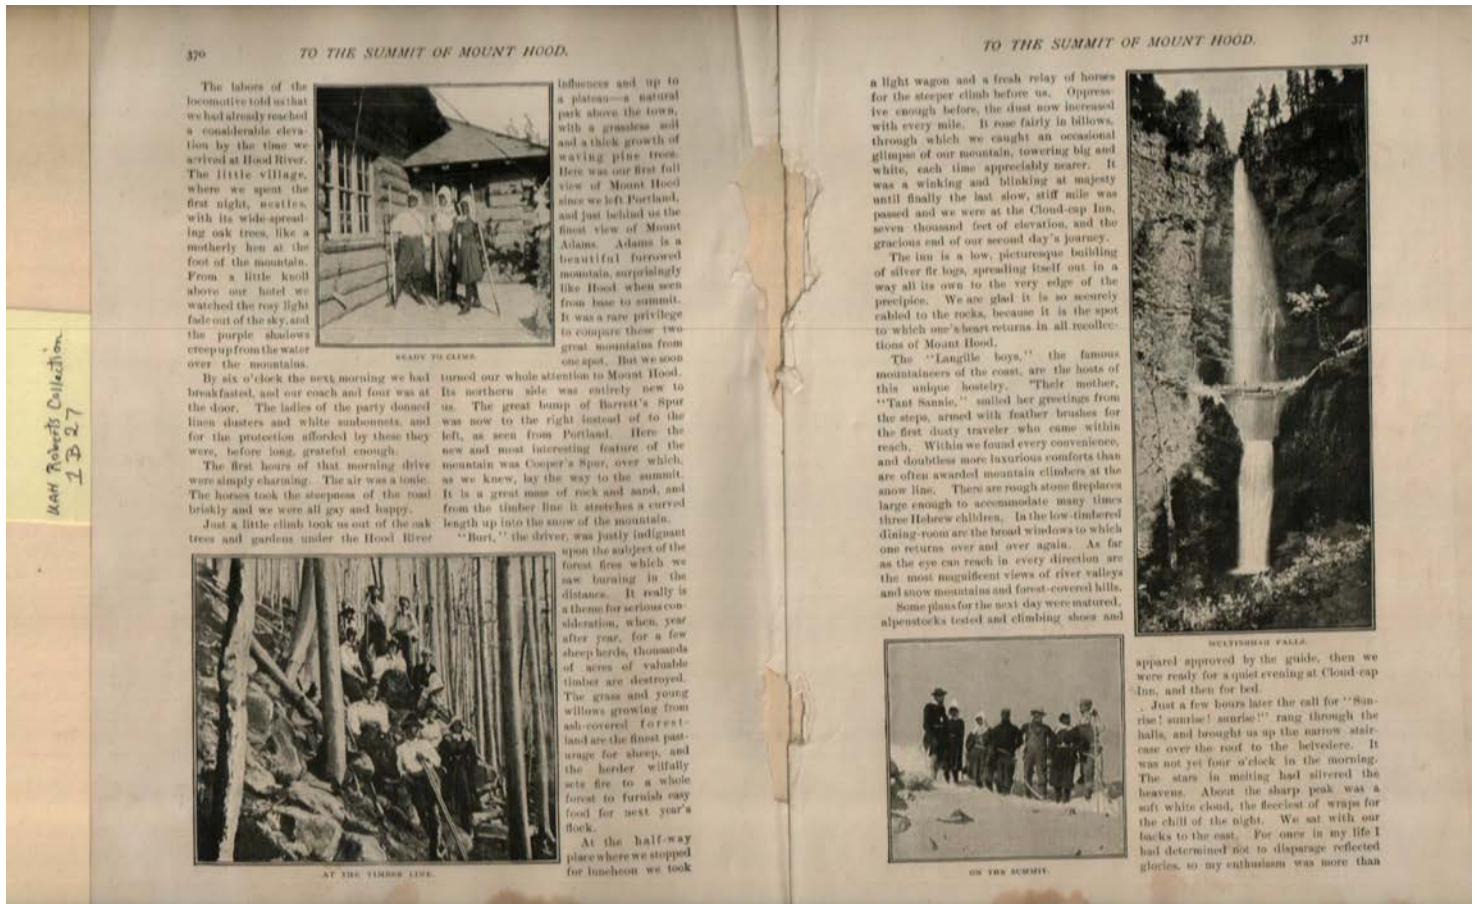 UAH Roberts Collection
1B27
370
TO THE SUMMIT OF MOUNT HOOD.
The labors of the
locomotive told us that
we had already reached
a considerable eleva-
tion by the time we
arrived at Hood River.
The little village,
where we spent the
first night, nestles,
with its wide-spread-
ing oak trees, like a
motherly hen at the
foot of the mountain.
From a little knoll
above our hotel we
watched the rosy light
fade out of the sky, and
the purple shadows
creep up from the water
over the mountains.
READY TO CLIMB.
By six o'clock the next morning we had
breakfasted, and our coach and four was at
the door. The ladies of the party donned
linen dusters and white sunbonnets, and
for the protection afforded by these they
were, before long, grateful enough.
The first hours of that morning drive
were simply charming. The air was a tonic.
The horses took the steepness of the road
briskly and we were all gay and happy.
Just a little climb took us out of the oak
trees and gardens under the Hood River
AT THE TIMBER LINE.
influences and up to
a plateau—a natural
park above the town,
with a grassless soil
and a thick growth of
waving pine trees.
Here was our first full
view of Mount Hood
since we left Portland,
and just behind us the
finest view of Mount
Adams. Adams is a
beautiful furrowed
mountain, surprisingly
like Hood when seen
from base to summit.
It was a rare privilege
to compare these two
great mountains from
one spot. But we soon
turned our whole attention to Mount Hood.
Its northern side was entirely new to
us. The great bump of Barrett's Spur
was now to the right instead of to the
left, as seen from Portland. Here the
new and most interesting feature of the
mountain was Cooper's Spur, over which,
as we knew, lay the way to the summit.
It is a great mass of rock and sand, and
from the timber line it stretches a curved
length up into the snow of the mountain.
"Burt," the driver, was justly indignant
upon the subject of the
forest fires which we
saw burning in the
distance. It really is
a theme for serious con-
sideration, when, year
after year, for a few
sheep herds, thousands
of acres of valuable
timber are destroyed.
The grass and young
willows growing from
ash-covered forest-
land are the finest past-
urage for sheep, and
the herder wilfully
sets fire to a whole
forest to furnish easy
food for next year's
flock.
At the half-way
place where we stopped
for luncheon we took
TO THE SUMMIT OF MOUNT HOOD.
371
a light wagon and a fresh relay of horses
for the steeper climb before us. Oppress-
ive enough before, the dust now increased
with every mile. It rose fairly in billows,
through which we caught an occasional
glimpse of our mountain, towering big and
white, each time appreciably nearer. It
was a winking and blinking at majesty
until finally the last slow, stiff mile was
passed and we were at the Cloud-cap Inn,
seven thousand feet of elevation, and the
gracious end of our second day's journey.
The inn is a low, picturesque building
of silver fir logs, spreading itself out in a
way all its own to the very edge of the
precipice. We are glad it is so securely
cabled to the rocks, because it is the spot
to which one's heart returns in all recollec-
tions of Mount Hood.
The "Langille boys," the famous
mountaineers of the coast, are the hosts of
this unique hostelry. "Their mother,
"Tant Sannie," smiled her greetings from
the steps, armed with feather brushes for
the first dusty traveler who came within
reach. Within we found every convenience,
and doubtless more luxurious comforts than
are often awarded mountain climbers at the
snow line. There are rough stone fireplaces
large enough to accommodate many times
three Hebrew children. In the low-timbered
dining-room are the broad windows to which
one returns over and over again. As far
as the eye can reach in every direction are
the most magnificent views of river valleys
and snow mountains and forest-covered hills.
Some plans for the next day were matured,
alpenstocks tested and climbing shoes and
ON THE SUMMIT.
MULTNOMAH FALLS.
apparel approved by the guide, then we
were ready for a quiet evening at Cloud-cap
Inn, and then for bed.
Just a few hours later the call for "Sun-
rise! sunrise! sunrise!" rang through the
halls, and brought us up the narrow stair-
case over the roof to the belvedere. It
was not yet four o'clock in the morning.
The stars in melting had silvered the
heavens. About the sharp peak was a
soft white cloud, the fleeciest of wraps for
the chill of the night. We sat with our
backs to the east. For once in my life I
had determined not to disparage reflected
glories, so my enthusiasm was more than